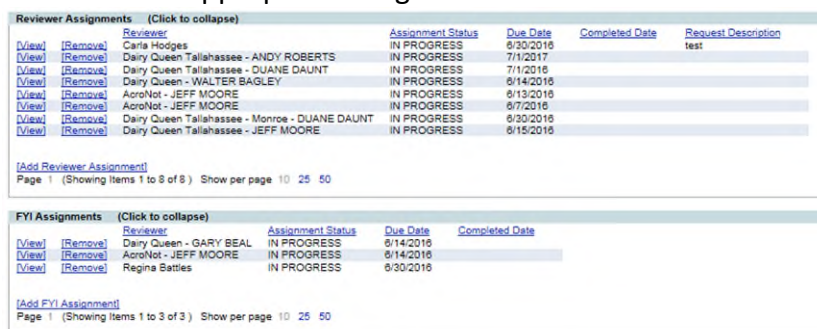 Reviewer Assignments (Click to collapse)
Reviewer Assignment Status Due Date Completed Date Request Description
[View] [Remove] Carla Hodges IN PROGRESS 6/30/2016 test
[View] [Remove] Dairy Queen Tallahassee - ANDY ROBERTS IN PROGRESS 7/1/2017
[View] [Remove] Dairy Queen Tallahassee - DUANE DAUNT IN PROGRESS 7/1/2016
[View] [Remove] Dairy Queen - WALTER BAGLEY IN PROGRESS 6/14/2016
[View] [Remove] AcroNot - JEFF MOORE IN PROGRESS 6/13/2016
[View] [Remove] AcroNot - JEFF MOORE IN PROGRESS 6/7/2016
[View] [Remove] Dairy Queen Tallahassee - Monroe - DUANE DAUNT IN PROGRESS 6/30/2016
[View] [Remove] Dairy Queen Tallahassee - JEFF MOORE IN PROGRESS 6/15/2016
[Add Reviewer Assignment]
Page 1 (Showing Items 1 to 8 of 8 ) Show per page 10 25 50
FYI Assignments (Click to collapse)
Reviewer Assignment Status Due Date Completed Date
[View] [Remove] Dairy Queen - GARY BEAL IN PROGRESS 6/14/2016
[View] [Remove] AcroNot - JEFF MOORE IN PROGRESS 6/14/2016
[View] [Remove] Regina Battles IN PROGRESS 6/30/2016
[Add FYI Assignment]
Page 1 (Showing Items 1 to 3 of 3 ) Show per page 10 25 50